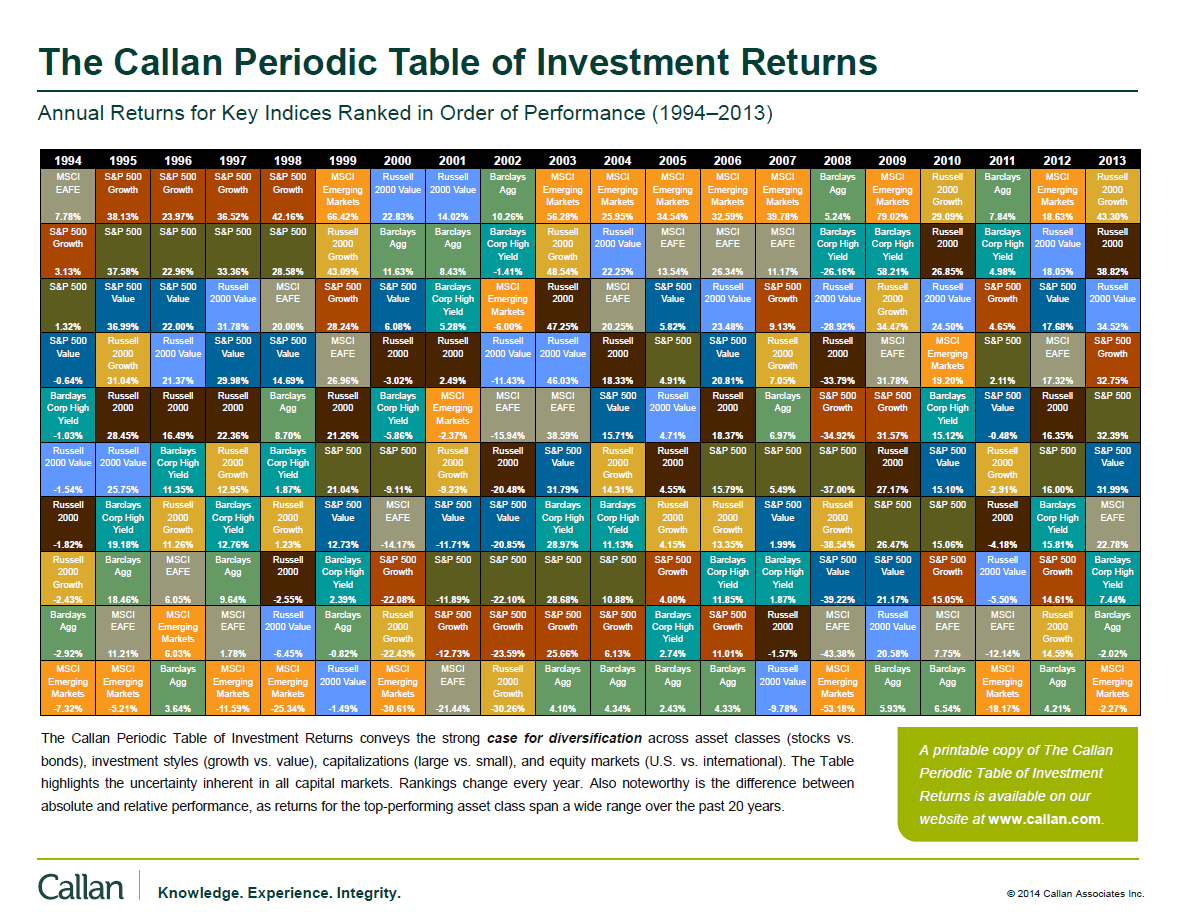 The Callan Periodic Table of Investment Returns
Annual Returns for Key Indices Ranked in Order of Performance (1994–2013)
1994 1995 1996 1997 1998 1999 2000 2001 2002 2003 2004 2005 2006 2007 2008 2009 2010 2011 2012 2013
MSCI S&P 500 S&P 500 S&P 500 S&P 500 MSCI Russell Russell Barclays MSCI MSCI MSCI MSCI MSCI Barclays MSCI Russell Barclays MSCI Russell
EAFE Growth Growth Growth Growth Emerging 2000 Value 2000 Value Agg Emerging Emerging Emerging Emerging Emerging Agg Emerging 2000 Agg Emerging 2000
Markets Markets Markets Markets Markets Markets Markets Growth Markets Growth
7.78% 38.13% 23.97% 36.52% 42.16% 66.42% 22.83% 14.02% 10.26% 56.28% 25.95% 34.54% 32.59% 39.78% 5.24% 79.02% 29.09% 7.84% 18.63% 43.30%
S&P 500 S&P 500 S&P 500 S&P 500 S&P 500 Russell Barclays Barclays Barclays Russell Russell MSCI MSCI MSCI Barclays Barclays Russell Barclays Russell Russell
Growth 2000 Agg Agg Corp High 2000 2000 Value EAFE EAFE EAFE Corp High Corp High 2000 Corp High 2000 Value 2000
Growth Yield Growth Yield Yield Yield
3.13% 37.58% 22.96% 33.36% 28.58% 43.09% 11.63% 8.43% -1.41% 48.54% 22.25% 13.54% 26.34% 11.17% -26.16% 58.21% 26.85% 4.98% 18.05% 38.82%
S&P 500 S&P 500 S&P 500 Russell MSCI S&P 500 S&P 500 Barclays MSCI Russell MSCI S&P 500 Russell S&P 500 Russell Russell Russell S&P 500 S&P 500 Russell
Value Value 2000 Value EAFE Growth Value Corp High Emerging 2000 EAFE Value 2000 Value Growth 2000 Value 2000 2000 Value Growth Value 2000 Value
Yield Markets Growth
1.32% 36.99% 22.00% 31.78% 20.00% 28.24% 6.08% 5.28% -6.00% 47.25% 20.25% 5.82% 23.48% 9.13% -28.92% 34.47% 24.50% 4.65% 17.68% 34.52%
S&P 500 Russell Russell S&P 500 S&P 500 MSCI Russell Russell Russell Russell Russell S&P 500 S&P 500 Russell Russell MSCI MSCI S&P 500 MSCI S&P 500
Value 2000 2000 Value Value Value EAFE 2000 2000 2000 Value 2000 Value 2000 Value 2000 2000 EAFE Emerging EAFE Growth
Growth Growth Markets
-0.64% 31.04% 21.37% 29.98% 14.69% 26.96% -3.02% 2.49% -11.43% 46.03% 18.33% 4.91% 20.81% 7.05% -33.79% 31.78% 19.20% 2.11% 17.32% 32.75%
Barclays Russell Russell Russell Barclays Russell Barclays MSCI MSCI MSCI S&P 500 Russell Russell Barclays S&P 500 S&P 500 Barclays S&P 500 Russell S&P 500
Corp High 2000 2000 2000 Agg 2000 Corp High Emerging EAFE EAFE Value 2000 Value 2000 Agg Growth Growth Corp High Value 2000
Yield Yield Markets Yield
-1.03% 28.45% 16.49% 22.36% 8.70% 21.26% -5.86% -2.37% -15.94% 38.59% 15.71% 4.71% 18.37% 6.97% -34.92% 31.57% 15.12% -0.48% 16.35% 32.39%
Russell Russell Barclays Russell Barclays S&P 500 S&P 500 Russell Russell S&P 500 Russell Russell S&P 500 S&P 500 S&P 500 Russell S&P 500 Russell S&P 500 S&P 500
2000 Value 2000 Value Corp High 2000 Corp High 2000 2000 Value 2000 2000 2000 Value 2000 Value
Yield Growth Yield Growth Growth Growth
-1.54% 25.75% 11.35% 12.95% 1.87% 21.04% -9.11% -9.23% -20.48% 31.79% 14.31% 4.55% 15.79% 5.49% -37.00% 27.17% 15.10% -2.91% 16.00% 31.99%
Russell Barclays Russell Barclays Russell S&P 500 MSCI S&P 500 S&P 500 Barclays Barclays Russell Russell S&P 500 Russell S&P 500 S&P 500 Russell Barclays MSCI
2000 Corp High 2000 Corp High 2000 Value EAFE Value Value Corp High Corp High 2000 2000 Value 2000 2000 Corp High EAFE
Yield Growth Yield Growth Yield Yield Growth Growth Growth Yield
-1.82% 19.18% 11.26% 12.76% 1.23% 12.73% -14.17% -11.71% -20.85% 28.97% 11.13% 4.15% 13.35% 1.99% -38.54% 26.47% 15.06% -4.18% 15.81% 22.78%
Russell Barclays MSCI Barclays Russell Barclays S&P 500 S&P 500 S&P 500 S&P 500 S&P 500 S&P 500 Barclays Barclays S&P 500 S&P 500 S&P 500 Russell S&P 500 Barclays
2000 Agg EAFE Agg 2000 Corp High Growth Growth Corp High Corp High Value Value Growth 2000 Value Growth Corp High
Growth Yield Yield Yield Yield
-2.43% 18.46% 6.05% 9.64% -2.55% 2.39% -22.08% -11.89% -22.10% 28.68% 10.88% 4.00% 11.85% 1.87% -39.22% 21.17% 15.05% -5.50% 14.61% 7.44%
Barclays MSCI MSCI MSCI Russell Barclays Russell S&P 500 S&P 500 S&P 500 S&P 500 Barclays S&P 500 Russell MSCI Russell MSCI MSCI Russell Barclays
Agg EAFE Emerging EAFE 2000 Value Agg 2000 Growth Growth Growth Growth Corp High Growth 2000 EAFE 2000 Value EAFE EAFE 2000 Agg
Markets Growth Yield Growth
-2.92% 11.21% 6.03% 1.78% -6.45% -0.82% -22.43% -12.73% -23.59% 25.66% 6.13% 2.74% 11.01% -1.57% -43.38% 20.58% 7.75% -12.14% 14.59% -2.02%
MSCI MSCI Barclays MSCI MSCI Russell MSCI MSCI Russell Barclays Barclays Barclays Barclays Russell MSCI Barclays Barclays MSCI Barclays MSCI
Emerging Emerging Agg Emerging Emerging 2000 Value Emerging EAFE 2000 Agg Agg Agg Agg 2000 Value Emerging Agg Agg Emerging Agg Emerging
Markets Markets Markets Markets Markets Growth Markets Markets Markets
-7.32% -5.21% 3.64% -11.59% -25.34% -1.49% -30.61% -21.44% -30.26% 4.10% 4.34% 2.43% 4.33% -9.78% -53.18% 5.93% 6.54% -18.17% 4.21% -2.27%
The Callan Periodic Table of Investment Returns conveys the strong case for diversification across asset classes (stocks vs.
bonds), investment styles (growth vs. value), capitalizations (large vs. small), and equity markets (U.S. vs. international). The Table
highlights the uncertainty inherent in all capital markets. Rankings change every year. Also noteworthy is the difference between
absolute and relative performance, as returns for the top-performing asset class span a wide range over the past 20 years.
A printable copy of The Callan
Periodic Table of Investment
Returns is available on our
website at www.callan.com.
Callan
Knowledge. Experience. Integrity.
© 2014 Callan Associates Inc.